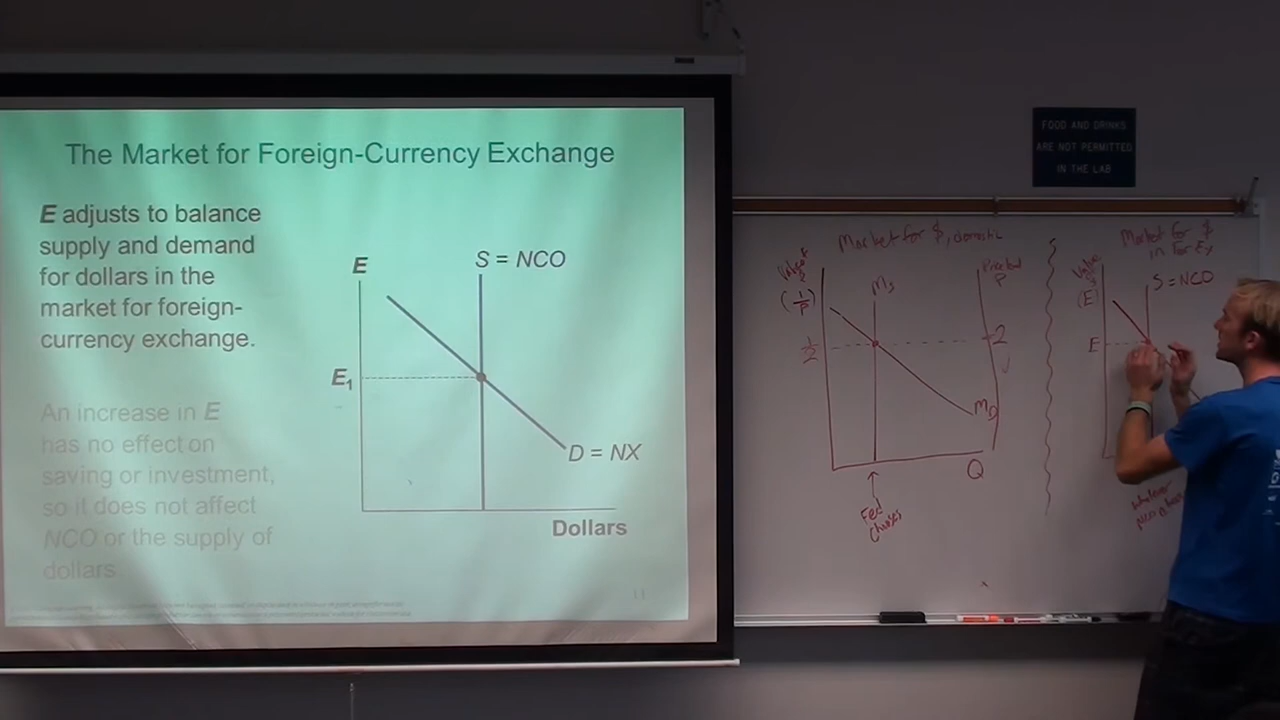 The Market for Foreign-Currency Exchange
E adjusts to balance
supply and demand
for dollars in the
market for foreign-
currency exchange.
An increase in E
has no effect on
saving or investment,
so it does not affect
NCO or the supply of
dollars.
E
S = NCO
E1
D = NX
Dollars
11
FOOD AND DRINKS
ARE NOT PERMITTED
IN THE LAB
Market for $, domestic
(1/P)
MS
P
1/2
2
MD
Q
Fed
chooses
Market for $
in for Ex
Value
(E)
S = NCO
E
whatever